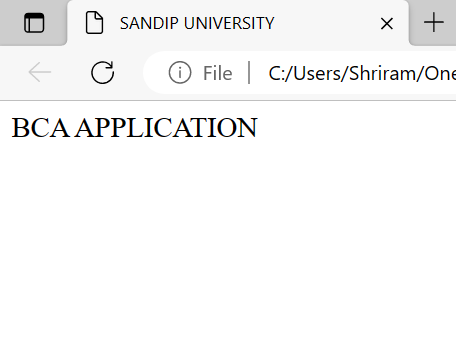 SANDIP UNIVERSITY
File | C:/Users/Shriram/One
BCA APPLICATION